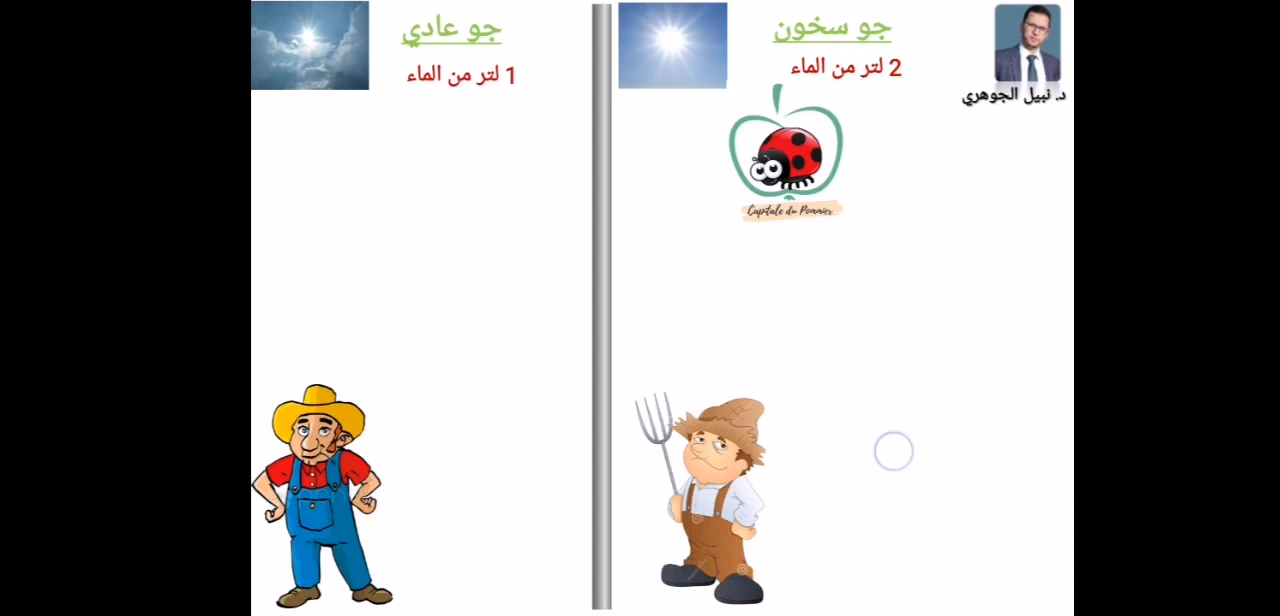 جو سخون
2 لتر من الماء
د. نبيل الجوهري
Capitale du Pommier
جو عادي
1 لتر من الماء